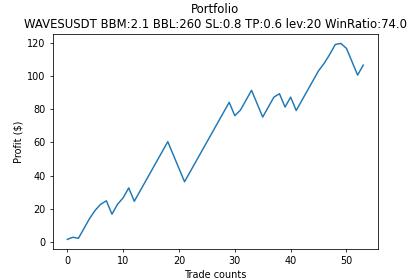 Portfolio
WAVESUSDT BBM:2.1 BBL:260 SL:0.8 TP:0.6 lev:20 WinRatio:74.0
120
100
80
60
40
20
0
Profit ($)
0 10 20 30 40 50
Trade counts